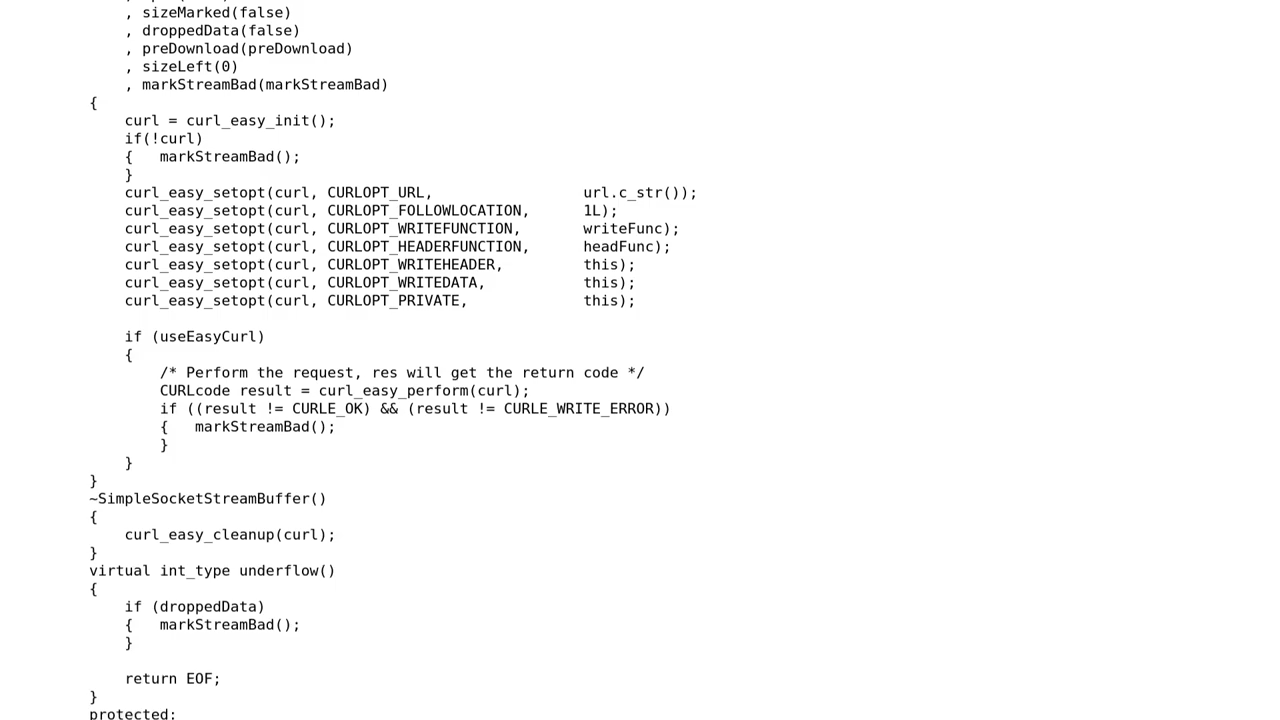 , sizeMarked(false)
, droppedData(false)
, preDownload(preDownload)
, sizeLeft(0)
, markStreamBad(markStreamBad)
{
curl = curl_easy_init();
if(!curl)
{   markStreamBad();
}
curl_easy_setopt(curl, CURLOPT_URL,                 url.c_str());
curl_easy_setopt(curl, CURLOPT_FOLLOWLOCATION,      1L);
curl_easy_setopt(curl, CURLOPT_WRITEFUNCTION,       writeFunc);
curl_easy_setopt(curl, CURLOPT_HEADERFUNCTION,      headFunc);
curl_easy_setopt(curl, CURLOPT_WRITEHEADER,         this);
curl_easy_setopt(curl, CURLOPT_WRITEDATA,           this);
curl_easy_setopt(curl, CURLOPT_PRIVATE,             this);
if (useEasyCurl)
{
/* Perform the request, res will get the return code */
CURLcode result = curl_easy_perform(curl);
if ((result != CURLE_OK) && (result != CURLE_WRITE_ERROR))
{   markStreamBad();
}
}
}
~SimpleSocketStreamBuffer()
{
curl_easy_cleanup(curl);
}
virtual int_type underflow()
{
if (droppedData)
{   markStreamBad();
}
return EOF;
}
protected: